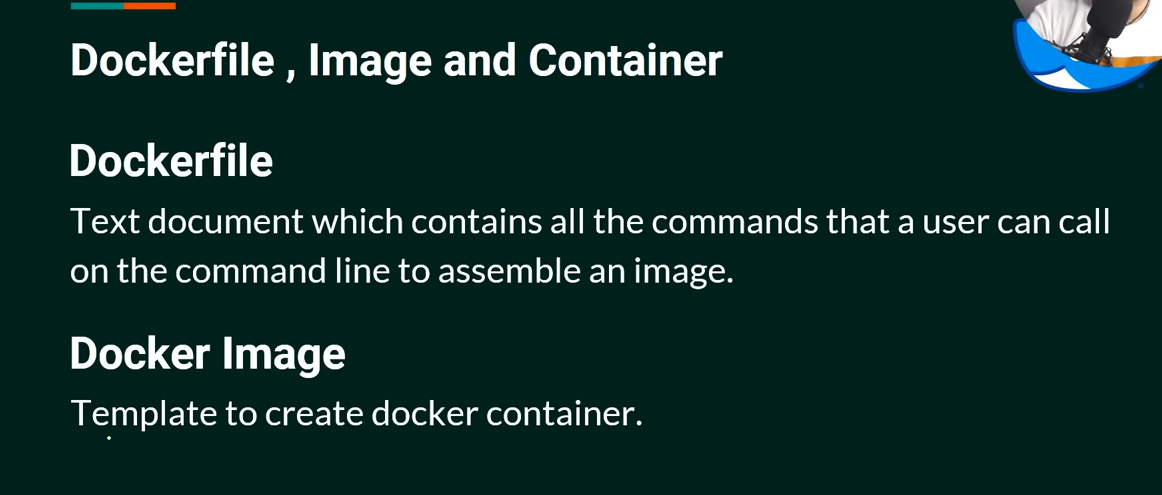 Dockerfile , Image and Container
Dockerfile
Text document which contains all the commands that a user can call
on the command line to assemble an image.
Docker Image
Template to create docker container.